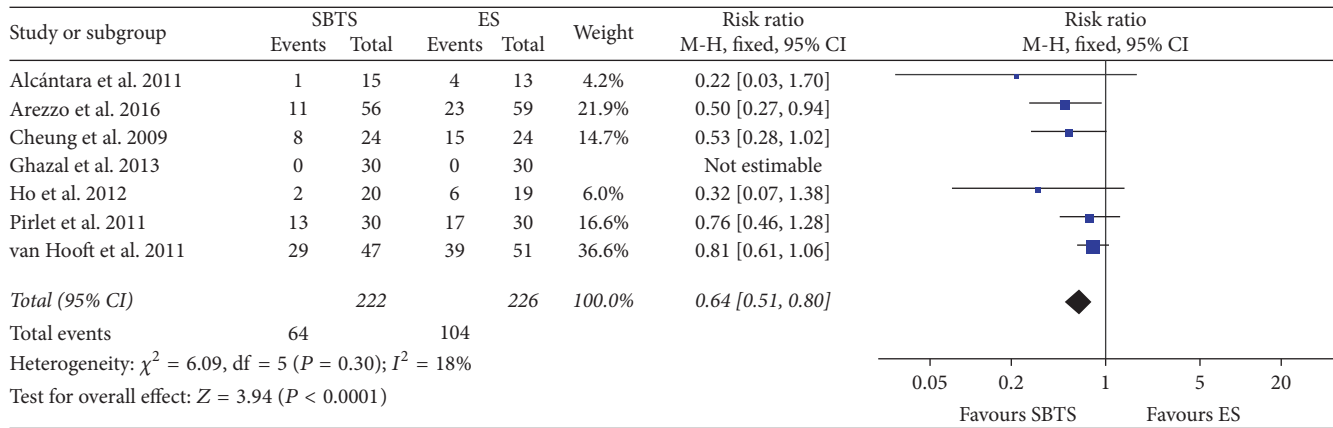 Study or subgroup SBTS ES Weight Risk ratio Risk ratio
Events Total Events Total M-H, fixed, 95% CI M-H, fixed, 95% CI
Alcántara et al. 2011 1 15 4 13 4.2% 0.22 [0.03, 1.70]
Arezzo et al. 2016 11 56 23 59 21.9% 0.50 [0.27, 0.94]
Cheung et al. 2009 8 24 15 24 14.7% 0.53 [0.28, 1.02]
Ghazal et al. 2013 0 30 0 30 Not estimable
Ho et al. 2012 2 20 6 19 6.0% 0.32 [0.07, 1.38]
Pirlet et al. 2011 13 30 17 30 16.6% 0.76 [0.46, 1.28]
van Hooft et al. 2011 29 47 39 51 36.6% 0.81 [0.61, 1.06]
Total (95% CI) 222 226 100.0% 0.64 [0.51, 0.80]
Total events 64 104
Heterogeneity: χ² = 6.09, df = 5 (P = 0.30); I² = 18%
Test for overall effect: Z = 3.94 (P < 0.0001)
0.05 0.2 1 5 20
Favours SBTS Favours ES